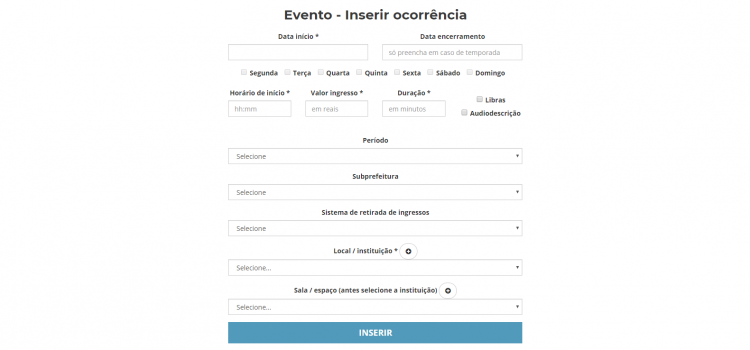 Evento - Inserir ocorrência
Data início * Data encerramento
só preencha em caso de temporada
Segunda Terça Quarta Quinta Sexta Sábado Domingo
Horário de início * Valor ingresso * Duração * Libras
hh:mm em reais em minutos Audiodescrição
Período
Selecione
Subprefeitura
Selecione
Sistema de retirada de ingressos
Selecione
Local / instituição *
Selecione...
Sala / espaço (antes selecione a instituição)
Selecione...
INSERIR